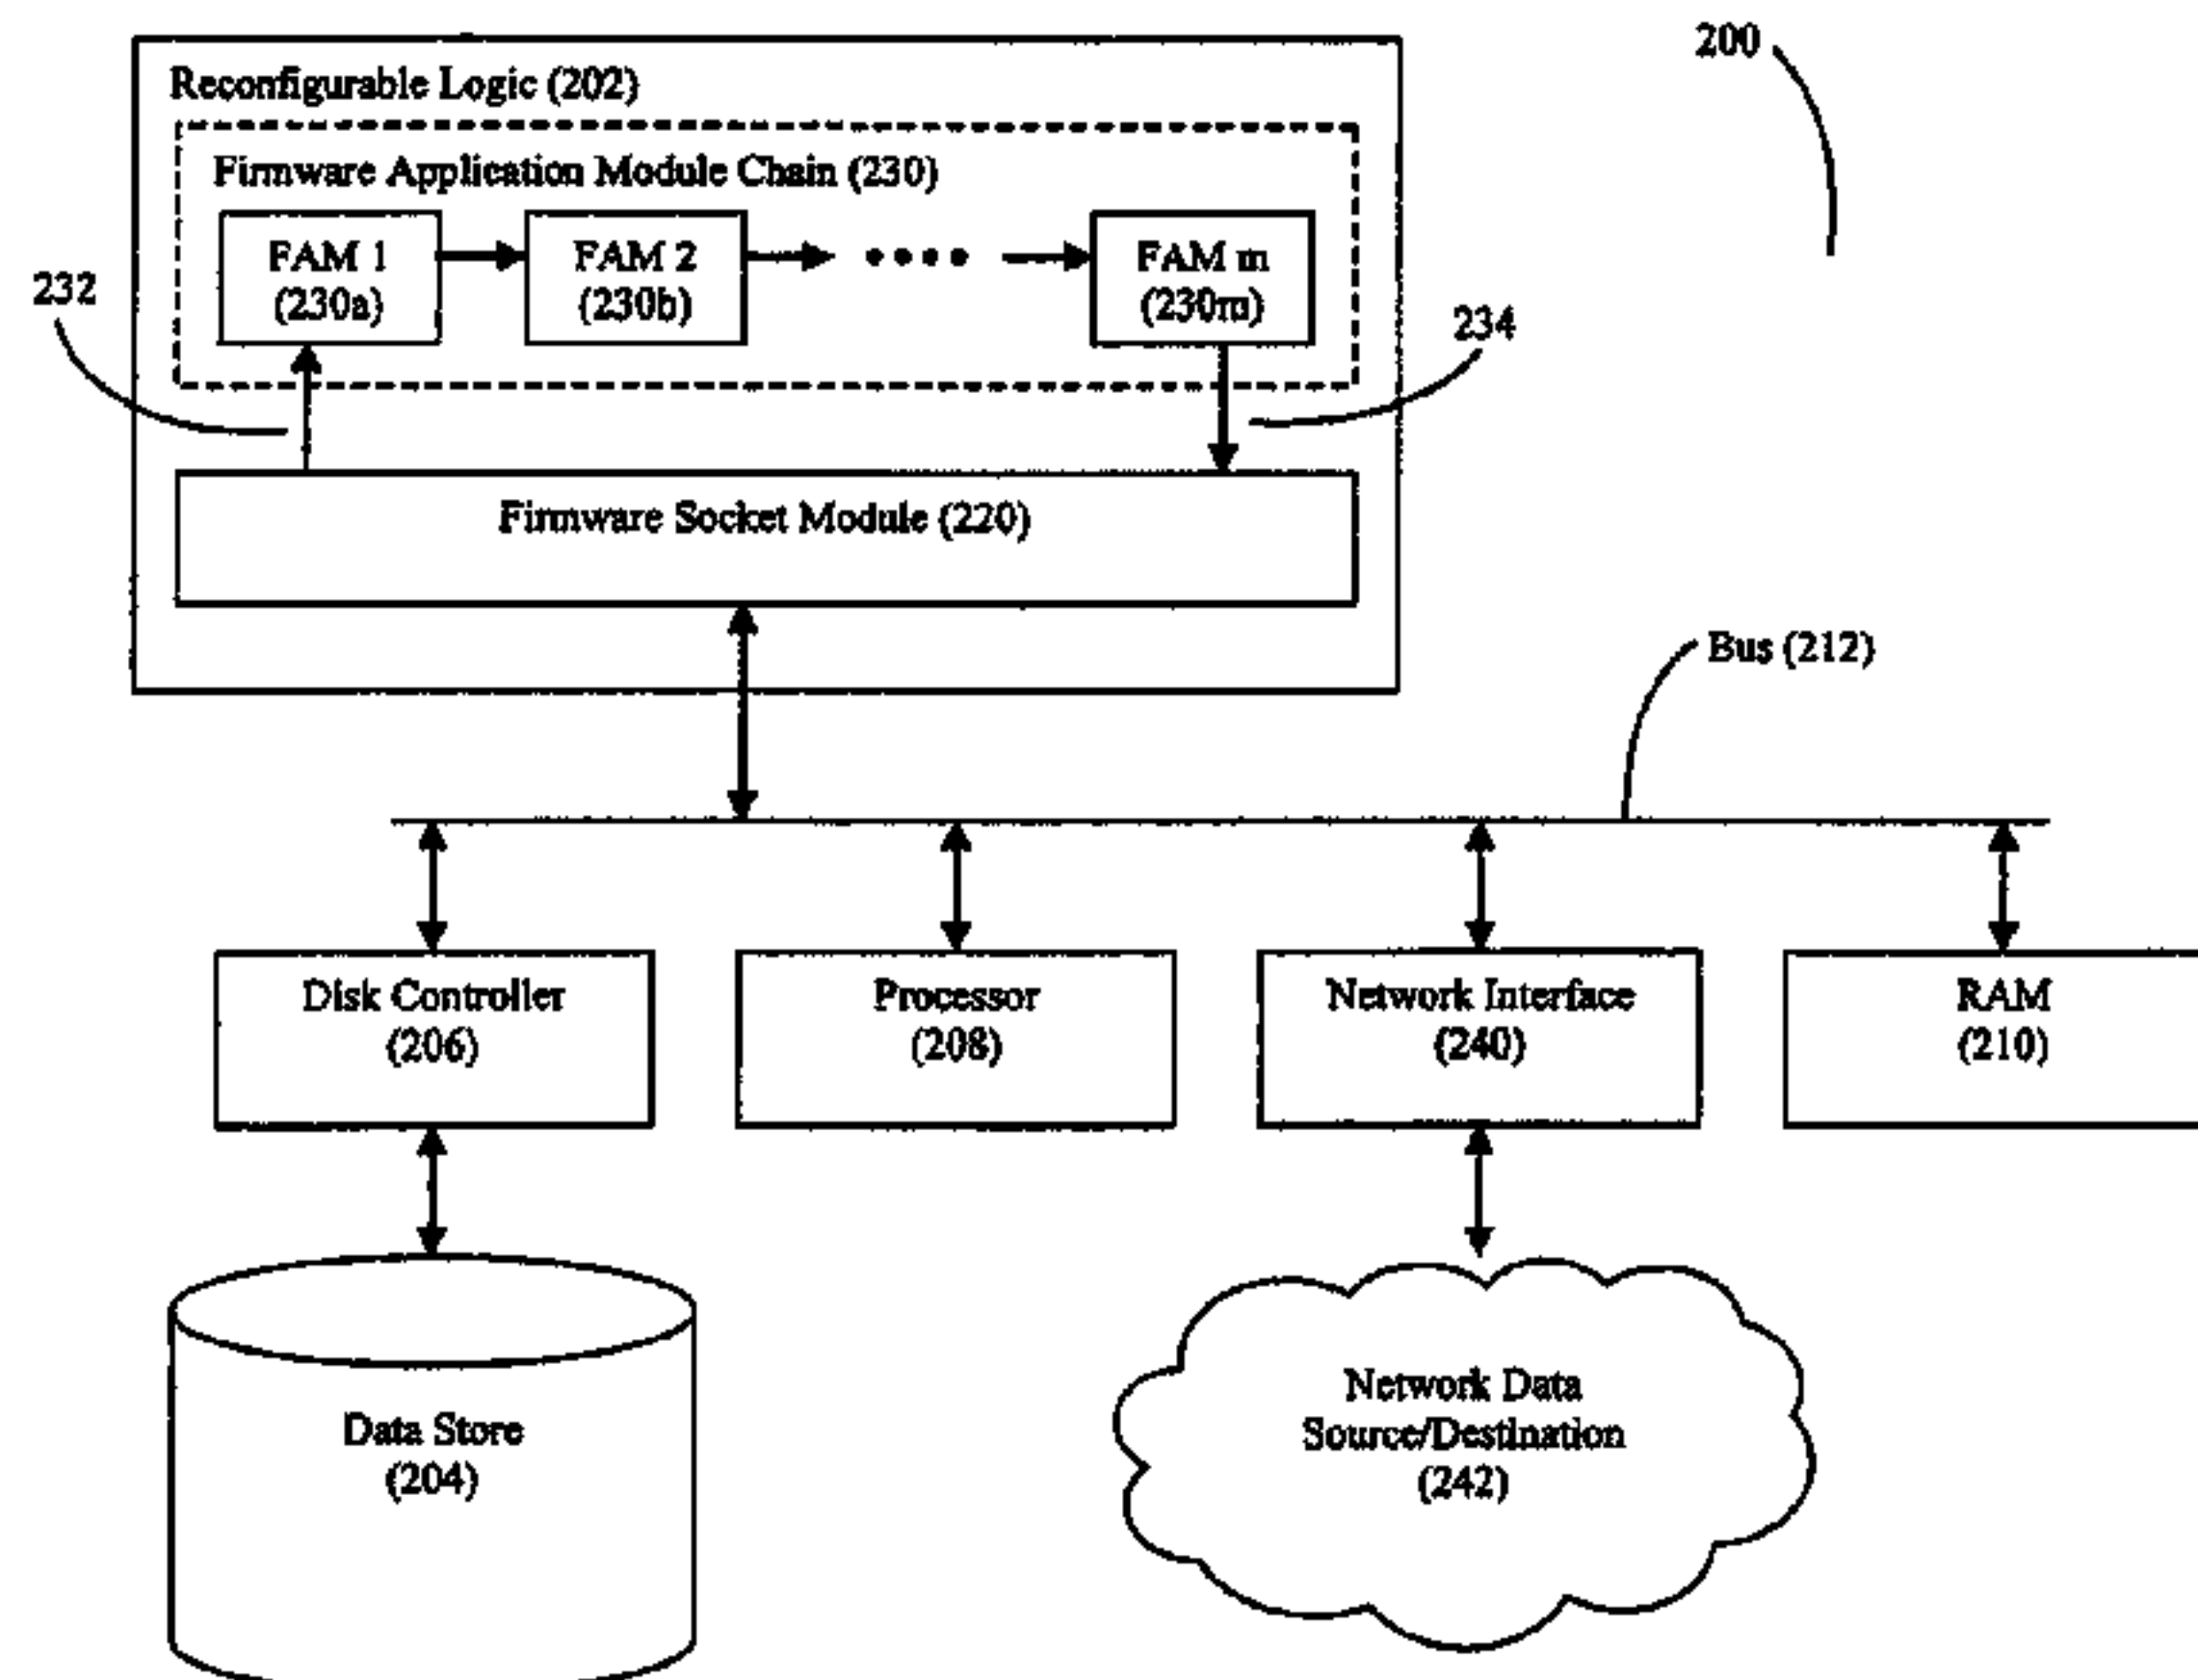 200
Reconfigurable Logic (202)
Firmware Application Module Chain (230)
FAM 1
(230a)
FAM 2
(230b)
FAM m
(230m)
232
234
Firmware Socket Module (220)
Bus (212)
Disk Controller
(206)
Processor
(208)
Network Interface
(240)
RAM
(210)
Data Store
(204)
Network Data
Source/Destination
(242)